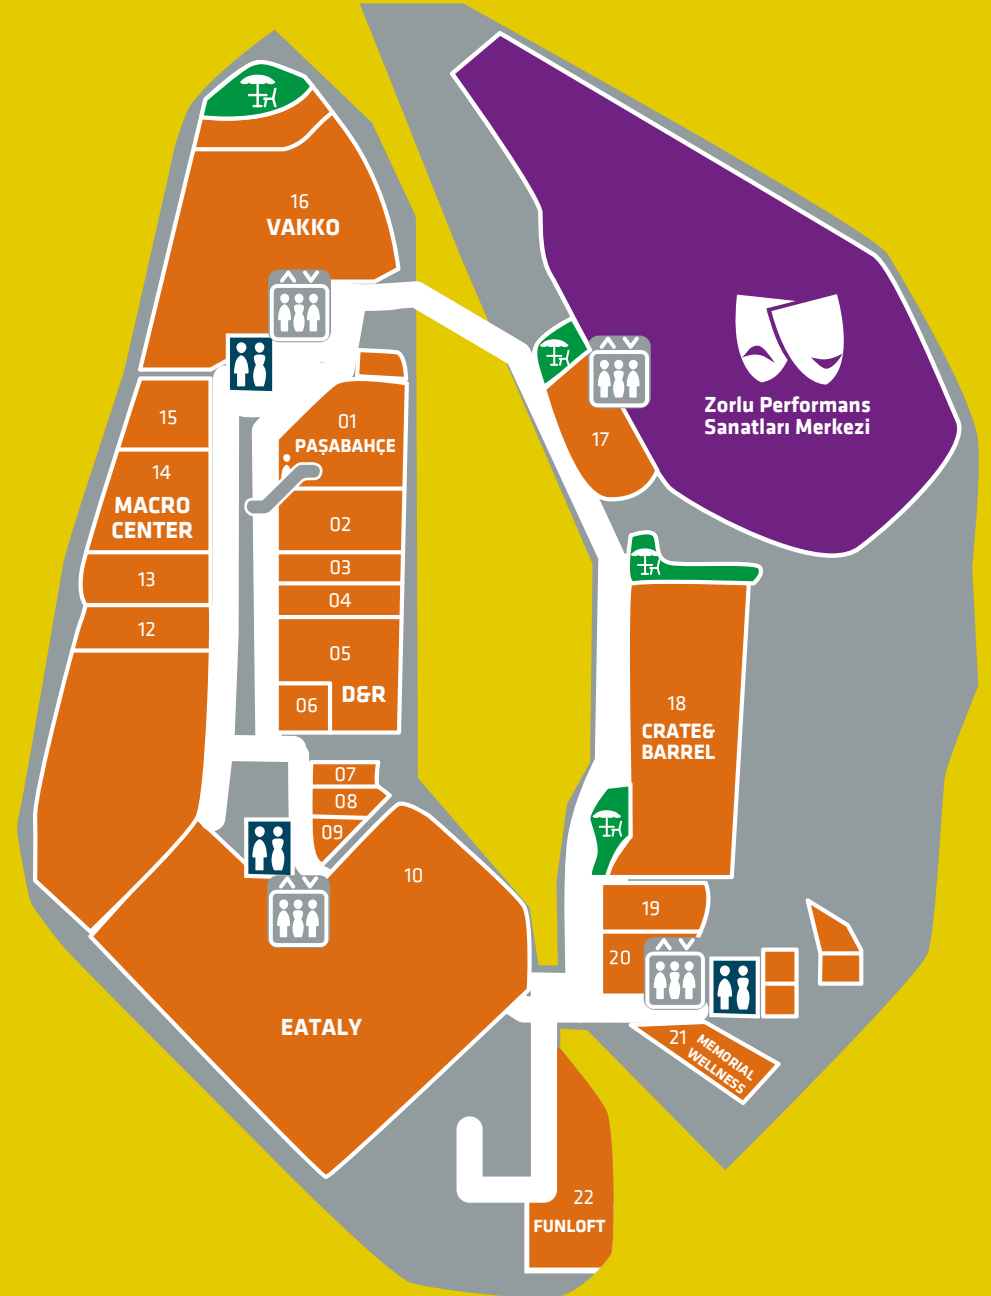 16
VAKKO
Zorlu Performans
Sanatları Merkezi
15
01
PAŞABAHÇE
17
14
MACRO
CENTER
02
13
03
04
12
05
D&R
06
18
CRATE&
BARREL
07
08
09
10
19
20
EATALY
21
MEMORIAL
WELLNESS
22
FUNLOFT